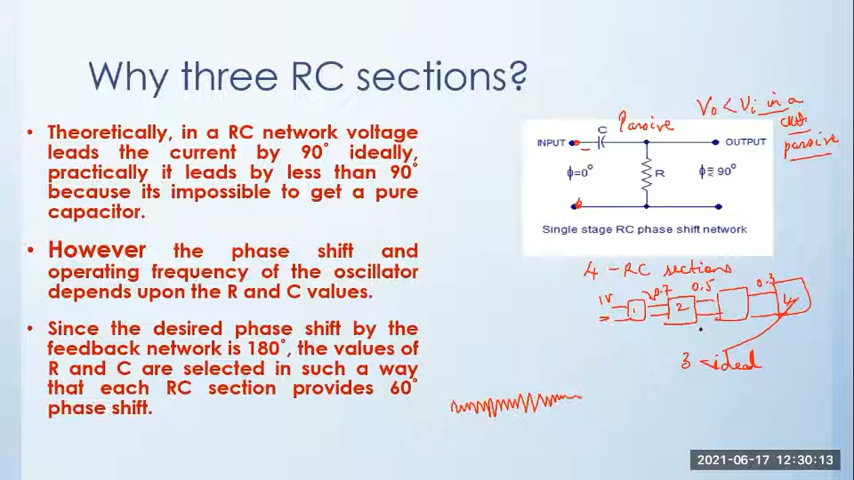 Why three RC sections?
• Theoretically, in a RC network voltage
leads the current by 90° ideally,
practically it leads by less than 90°
because its impossible to get a pure
capacitor.
• However the phase shift and
operating frequency of the oscillator
depends upon the R and C values.
• Since the desired phase shift by the
feedback network is 180°, the values of
R and C are selected in such a way
that each RC section provides 60°
phase shift.
Vo < Vi in a
passive
Passive
C
INPUT
OUTPUT
ϕ=0°
R
ϕ = 90°
Single stage RC phase shift network
4 - RC sections
1V 0.7 0.5 0.3
1 2 4
3 ideal
2021-06-17 12:30:13